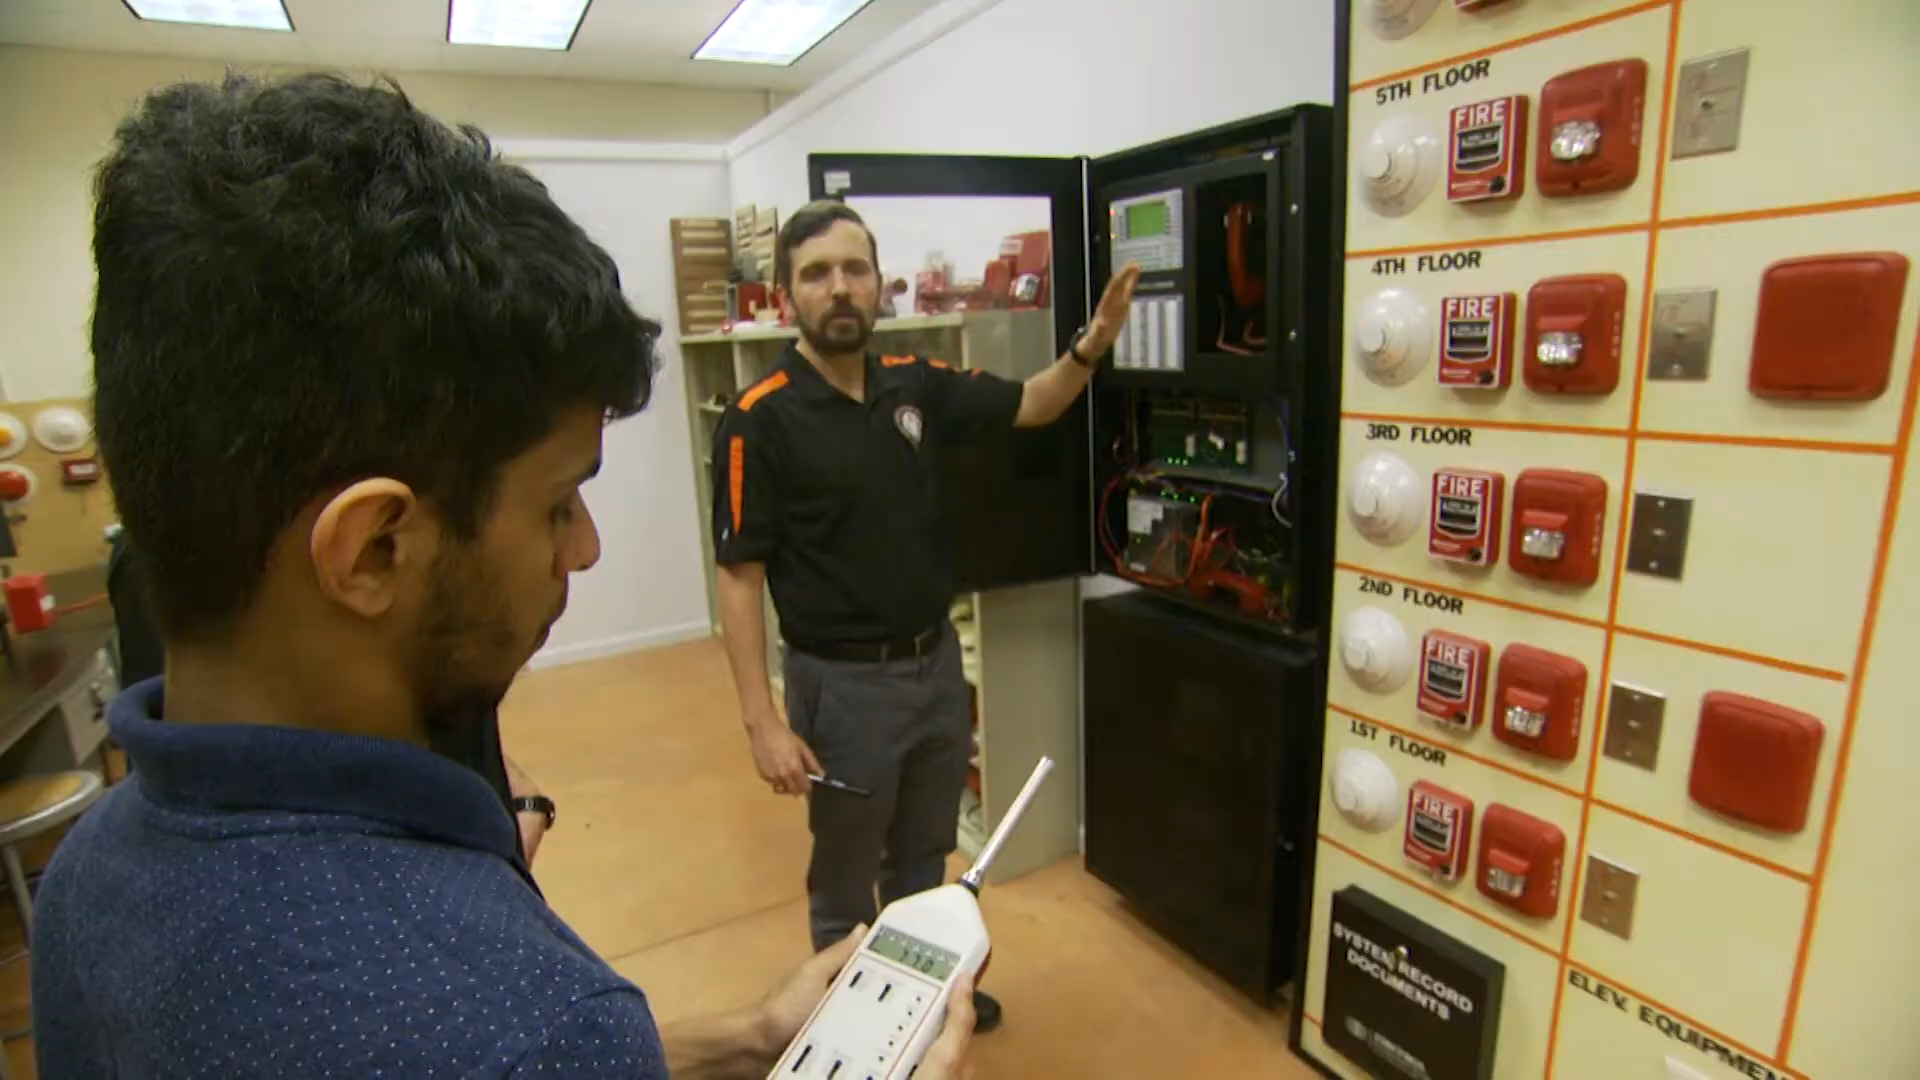 5TH FLOOR
FIRE
4TH FLOOR
FIRE
3RD FLOOR
FIRE
2ND FLOOR
FIRE
1ST FLOOR
FIRE
SYSTEM RECORD
DOCUMENTS
ELEV. EQUIPMEN